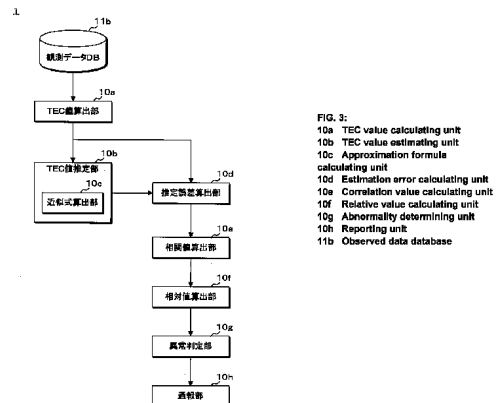 11b
観測データDB
10a
TEC値算出部
10b
TEC値推定部
10c
近似式算出部
10d
推定誤差算出部
10e
相関値算出部
10f
相対値算出部
10g
異常判定部
10h
通報部
FIG. 3:
10a TEC value calculating unit
10b TEC value estimating unit
10c Approximation formula
calculating unit
10d Estimation error calculating unit
10e Correlation value calculating unit
10f Relative value calculating unit
10g Abnormality determining unit
10h Reporting unit
11b Observed data database